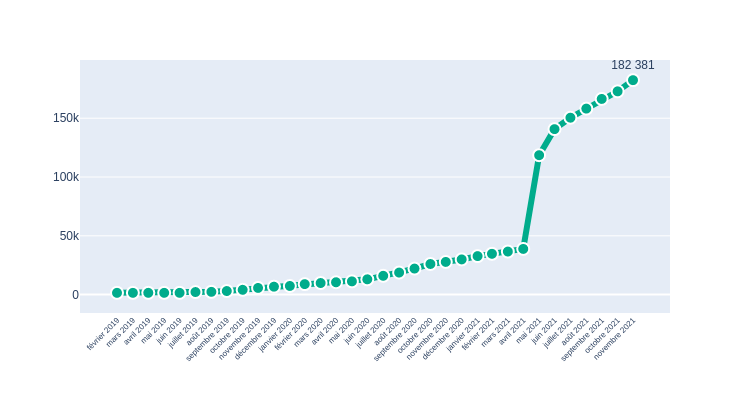 182 381
150k
100k
50k
0
février 2019
mars 2019
avril 2019
mai 2019
juin 2019
juillet 2019
août 2019
septembre 2019
octobre 2019
novembre 2019
décembre 2019
janvier 2020
février 2020
mars 2020
avril 2020
mai 2020
juin 2020
juillet 2020
août 2020
septembre 2020
octobre 2020
novembre 2020
décembre 2020
janvier 2021
février 2021
mars 2021
avril 2021
mai 2021
juin 2021
juillet 2021
août 2021
septembre 2021
octobre 2021
novembre 2021